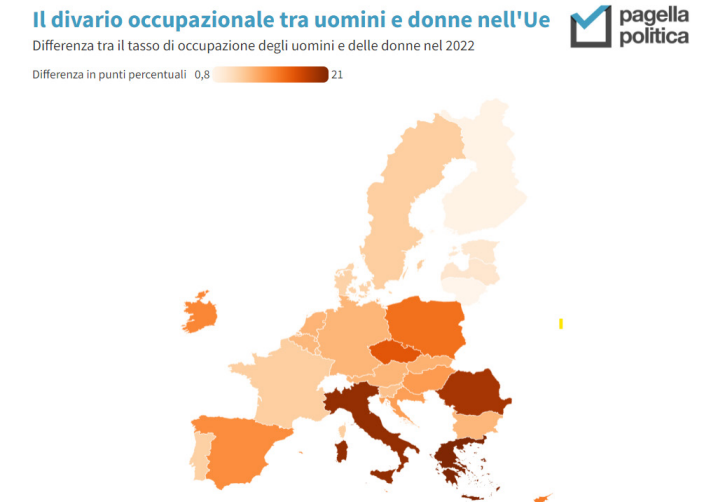 Il divario occupazionale tra uomini e donne nell'Ue
pagella
politica
Differenza tra il tasso di occupazione degli uomini e delle donne nel 2022
Differenza in punti percentuali 0,8 21